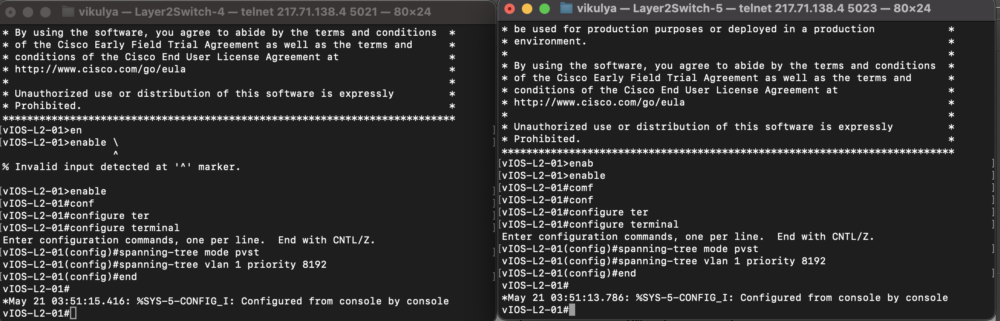 vikulya — Layer2Switch-4 — telnet 217.71.138.4 5021 — 80×24
* By using the software, you agree to abide by the terms and conditions  *
* of the Cisco Early Field Trial Agreement as well as the terms and      *
* conditions of the Cisco End User License Agreement at                  *
* http://www.cisco.com/go/eula                                           *
*                                                                        *
* Unauthorized use or distribution of this software is expressly         *
* Prohibited.                                                            *
**************************************************************************
[vIOS-L2-01>en ]
[vIOS-L2-01>enable \ ]
^
% Invalid input detected at '^' marker.
[vIOS-L2-01>enable ]
[vIOS-L2-01#conf ]
[vIOS-L2-01#configure ter ]
[vIOS-L2-01#configure terminal ]
Enter configuration commands, one per line.  End with CNTL/Z.
[vIOS-L2-01(config)#spanning-tree mode pvst ]
vIOS-L2-01(config)#spanning-tree vlan 1 priority 8192
[vIOS-L2-01(config)#end ]
vIOS-L2-01#
*May 21 03:51:15.416: %SYS-5-CONFIG_I: Configured from console by console
vIOS-L2-01#
vikulya — Layer2Switch-5 — telnet 217.71.138.4 5023 — 80×24
* be used for production purposes or deployed in a production            *
* environment.                                                           *
*                                                                        *
* By using the software, you agree to abide by the terms and conditions  *
* of the Cisco Early Field Trial Agreement as well as the terms and      *
* conditions of the Cisco End User License Agreement at                  *
* http://www.cisco.com/go/eula                                           *
*                                                                        *
* Unauthorized use or distribution of this software is expressly         *
* Prohibited.                                                            *
**************************************************************************
[vIOS-L2-01>enab ]
[vIOS-L2-01>enable ]
[vIOS-L2-01#comf ]
[vIOS-L2-01#conf ]
[vIOS-L2-01#configure ter ]
[vIOS-L2-01#configure terminal ]
Enter configuration commands, one per line.  End with CNTL/Z.
[vIOS-L2-01(config)#spanning-tree mode pvst ]
vIOS-L2-01(config)#spanning-tree vlan 1 priority 8192
[vIOS-L2-01(config)#end ]
vIOS-L2-01#
*May 21 03:51:13.786: %SYS-5-CONFIG_I: Configured from console by console
vIOS-L2-01#